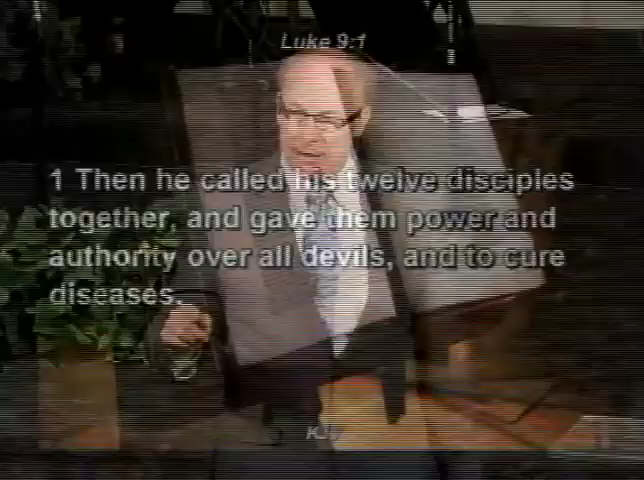 Luke 9:1
1 Then he called his twelve disciples
together, and gave them power and
authority over all devils, and to cure
diseases.
KJV